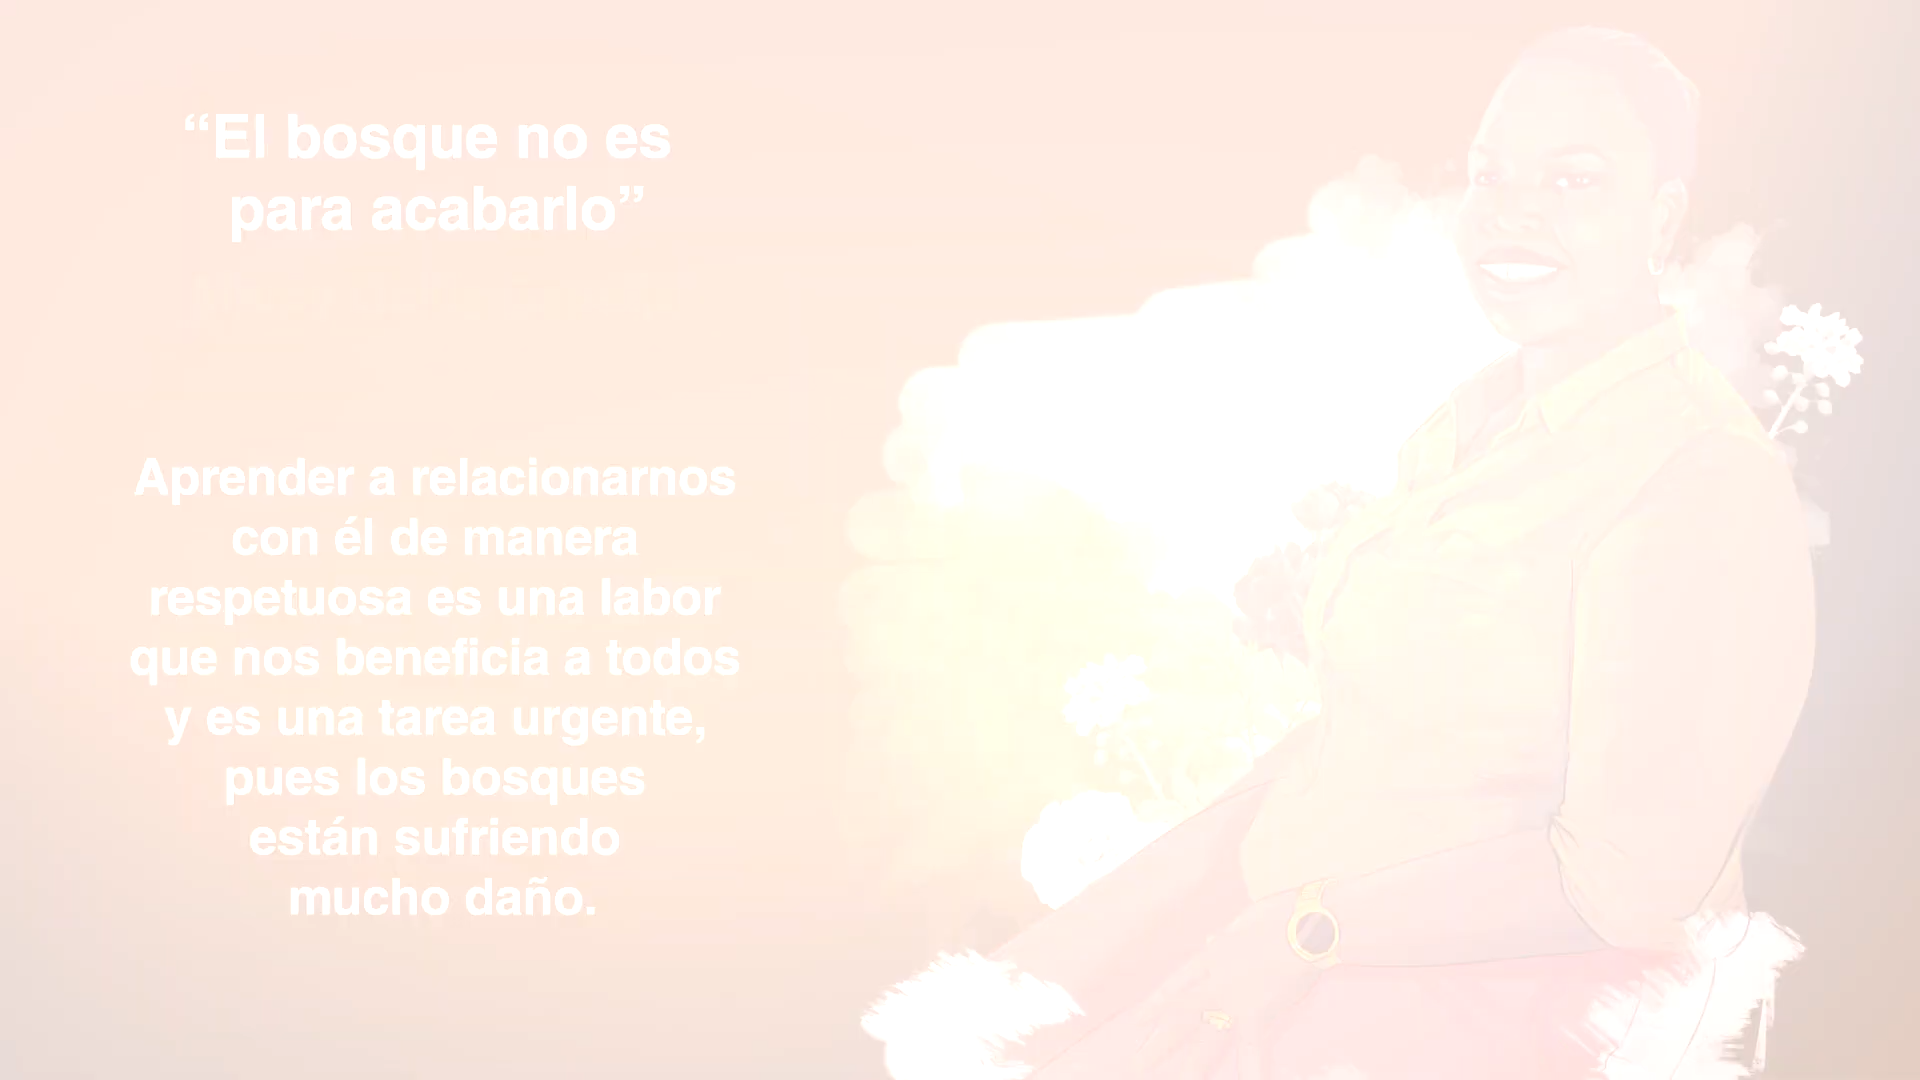 “El bosque no es
para acabarlo”
Aprender a relacionarnos
con él de manera
respetuosa es una labor
que nos beneficia a todos
y es una tarea urgente,
pues los bosques
están sufriendo
mucho daño.